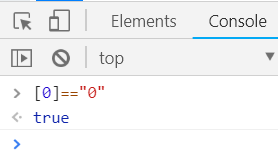 Elements Console
top
[0]=="0"
true